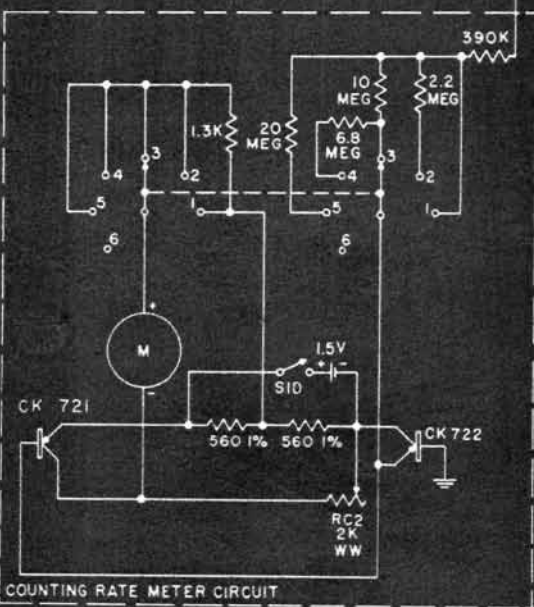 390K
10
MEG
2.2
MEG
1.3K
20
MEG
6.8
MEG
3
3
4
2
4
2
5
1
5
1
6
6
+
M
-
1.5V
+ -
S1D
CK 721
560 1% 560 1%
CK 722
RC2
2K
WW
COUNTING RATE METER CIRCUIT